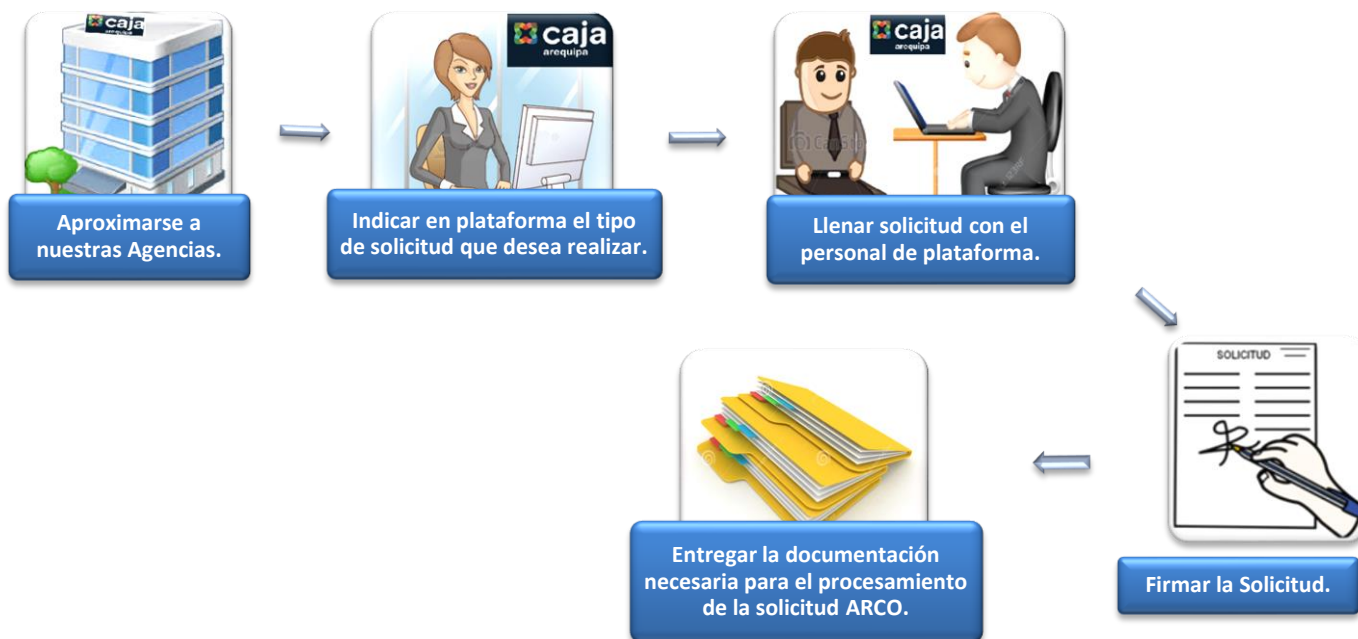 caja
arequipa
caja
arequipa
caja
arequipa
Aproximarse a
nuestras Agencias.
Indicar en plataforma el tipo
de solicitud que desea realizar.
Llenar solicitud con el
personal de plataforma.
SOLICITUD
Firmar la Solicitud.
Entregar la documentación
necesaria para el procesamiento
de la solicitud ARCO.